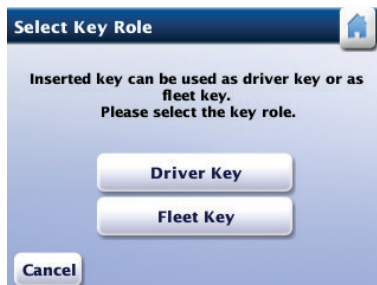 Select Key Role
Inserted key can be used as driver key or as
fleet key.
Please select the key role.
Driver Key
Fleet Key
Cancel